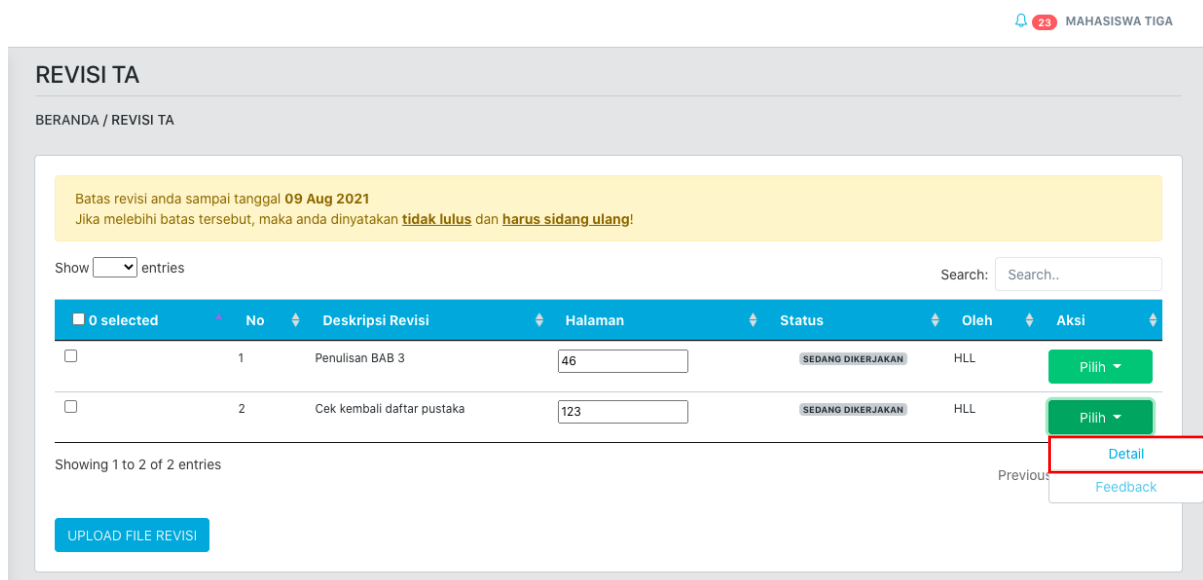 23 MAHASISWA TIGA
REVISI TA
BERANDA / REVISI TA
Batas revisi anda sampai tanggal 09 Aug 2021
Jika melebihi batas tersebut, maka anda dinyatakan tidak lulus dan harus sidang ulang!
Show entries
Search: Search..
0 selected No Deskripsi Revisi Halaman Status Oleh Aksi
1 Penulisan BAB 3 46 SEDANG DIKERJAKAN HLL Pilih
2 Cek kembali daftar pustaka 123 SEDANG DIKERJAKAN HLL Pilih
Detail
Showing 1 to 2 of 2 entries
Previous
Feedback
UPLOAD FILE REVISI